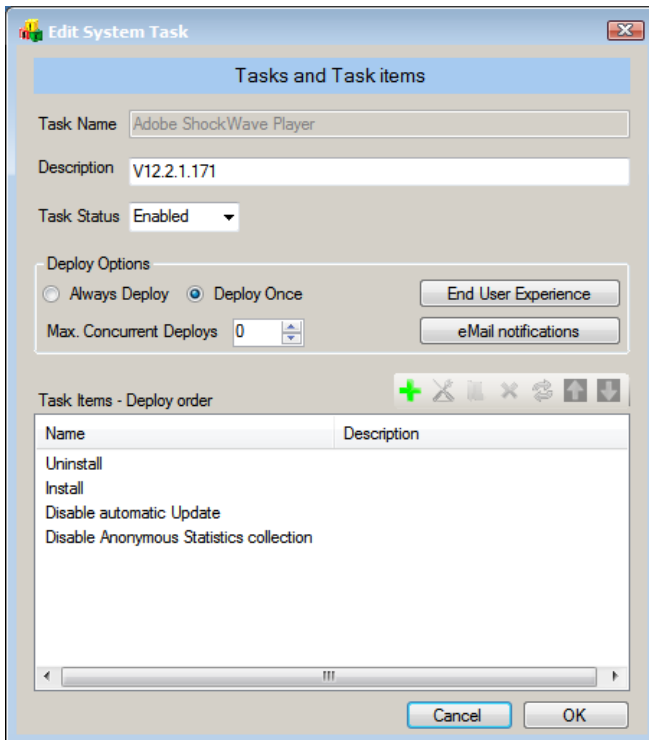 Edit System Task
Tasks and Task items
Task Name Adobe ShockWave Player
Description V12.2.1.171
Task Status Enabled
Deploy Options
Always Deploy Deploy Once End User Experience
Max. Concurrent Deploys 0 eMail notifications
Task Items - Deploy order
Name Description
Uninstall
Install
Disable automatic Update
Disable Anonymous Statistics collection
Cancel OK